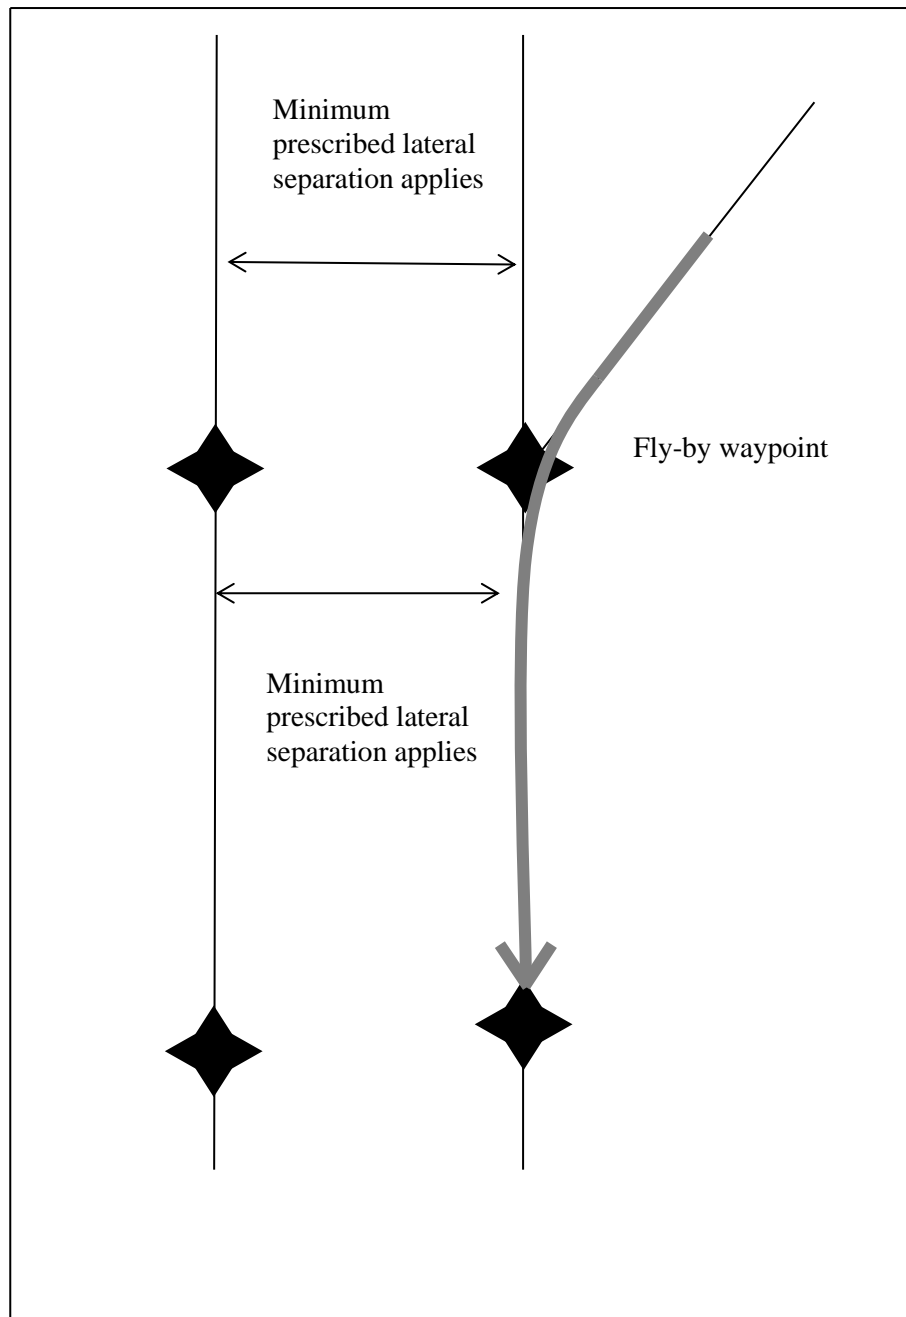 Minimum
prescribed lateral
separation applies
Fly-by waypoint
Minimum
prescribed lateral
separation applies